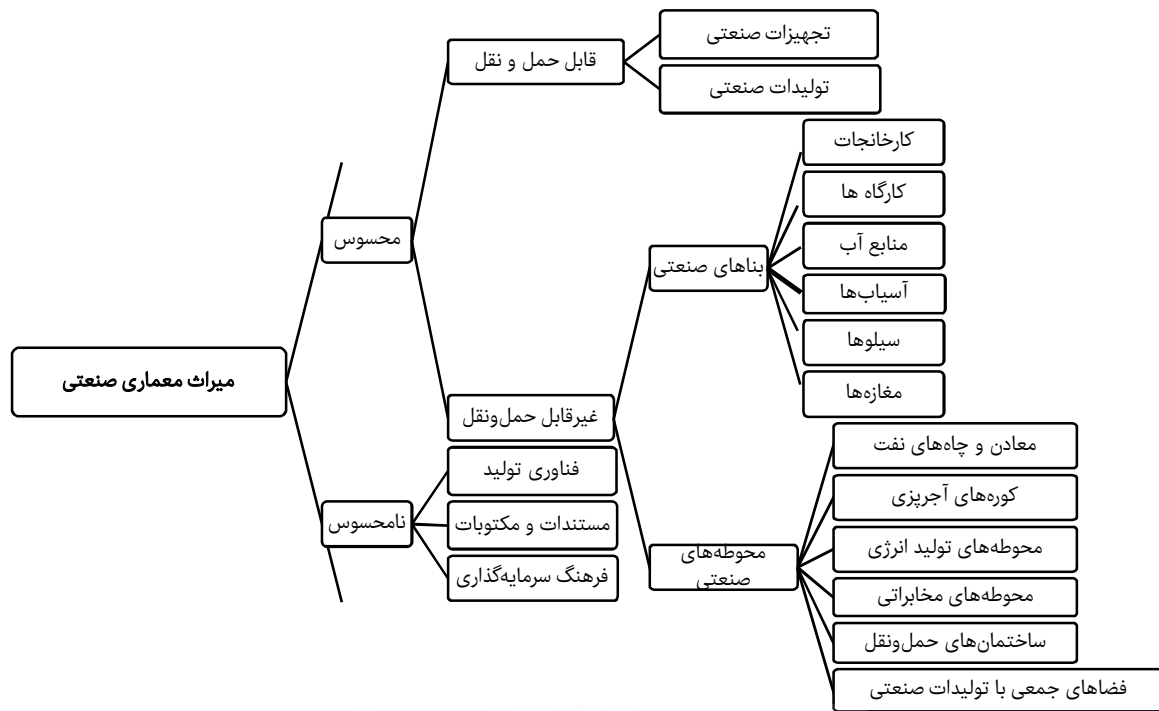 میراث معماری صنعتی
محسوس
قابل حمل و نقل
تجهیزات صنعتی
تولیدات صنعتی
غیرقابل حمل‌ونقل
بناهای صنعتی
کارخانجات
کارگاه ها
منابع آب
آسیاب‌ها
سیلوها
مغازه‌ها
محوطه‌های
صنعتی
معادن و چاه‌های نفت
کوره‌های آجرپزی
محوطه‌های تولید انرژی
محوطه‌های مخابراتی
ساختمان‌های حمل‌ونقل
فضاهای جمعی با تولیدات صنعتی
نامحسوس
فناوری تولید
مستندات و مکتوبات
فرهنگ سرمایه‌گذاری